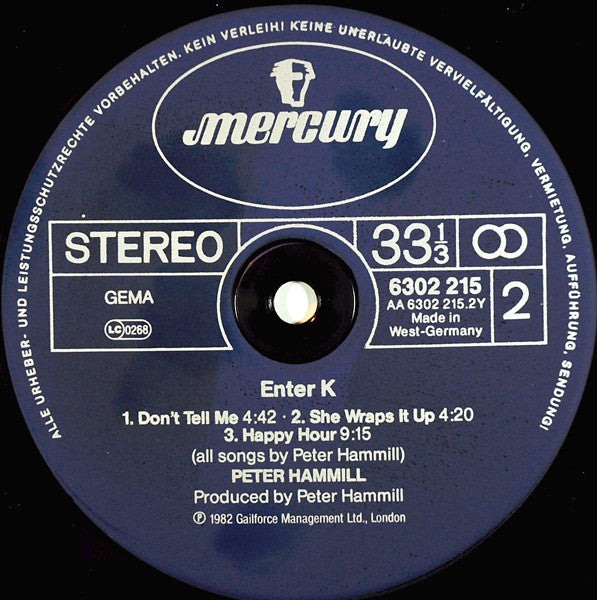 ALLE URHEBER- UND LEISTUNGSSCHUTZRECHTE VORBEHALTEN. KEIN VERLEIH! KEINE UNERLAUBTE VERVIELFÄLTIGUNG, VERMIETUNG, AUFFÜHRUNG, SENDUNG!
mercury
STEREO
33 1/3
GEMA
LC 0268
6302 215
AA 6302 215.2Y
Made in
West-Germany
2
Enter K
1. Don't Tell Me 4:42 · 2. She Wraps It Up 4:20
3. Happy Hour 9:15
(all songs by Peter Hammill)
PETER HAMMILL
Produced by Peter Hammill
℗ 1982 Gailforce Management Ltd., London